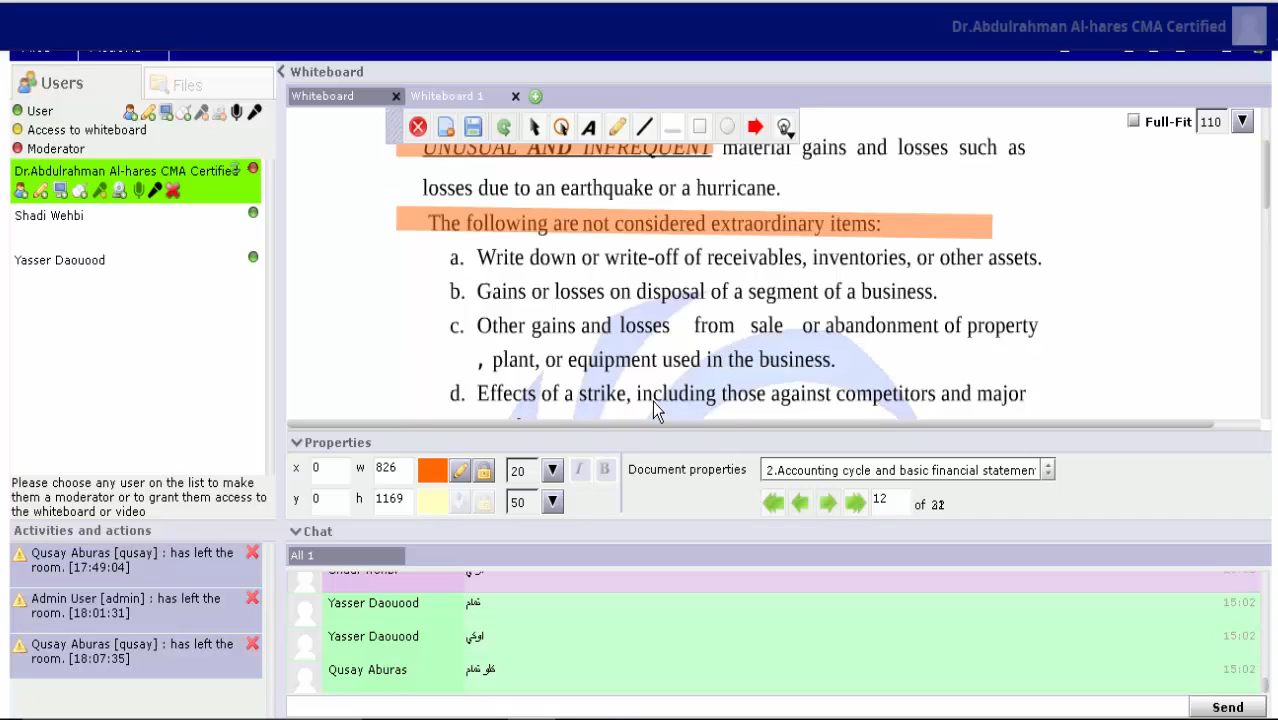 Dr.Abdulrahman Al-hares CMA Certified
Users
Files
User
Access to whiteboard
Moderator
Dr.Abdulrahman Al-hares CMA Certified
Shadi Wehbi
Yasser Daouood
Please choose any user on the list to make
them a moderator or to grant them access to
the whiteboard or video
Activities and actions
Qusay Aburas [qusay] : has left the
room. [17:49:04]
Admin User [admin] : has left the
room. [18:01:31]
Qusay Aburas [qusay] : has left the
room. [18:07:35]
Whiteboard
Whiteboard
Whiteboard 1
Full-Fit 110
UNUSUAL AND INFREQUENT material gains and losses such as
losses due to an earthquake or a hurricane.
The following are not considered extraordinary items:
a. Write down or write-off of receivables, inventories, or other assets.
b. Gains or losses on disposal of a segment of a business.
c. Other gains and losses from sale or abandonment of property
, plant, or equipment used in the business.
d. Effects of a strike, including those against competitors and major
Properties
x 0 w 826 20 I B Document properties 2.Accounting cycle and basic financial statemen
y 0 h 1169 50 12 of
Chat
All 1
Yasser Daouood تمام 15:02
Yasser Daouood اوكي 15:02
Qusay Aburas كلو تمام 15:02
Send